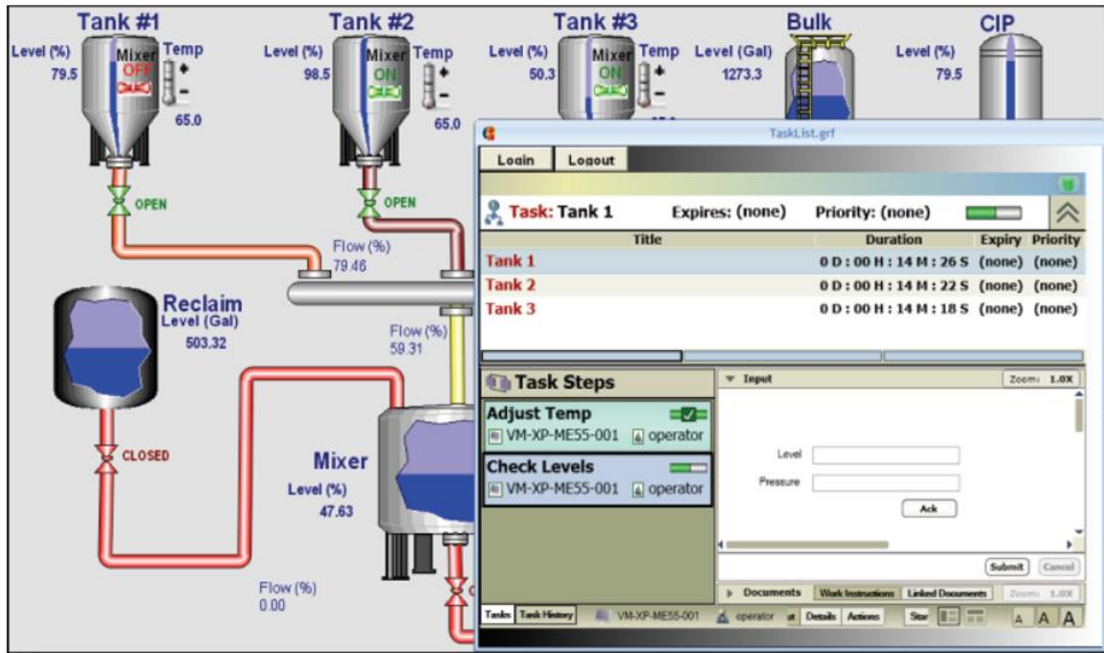 Tank #1
Tank #2
Tank #3
Bulk
CIP
Level (%)
79.5
Mixer
OFF
Temp
+
-
65.0
Level (%)
98.5
Mixer
ON
Temp
+
-
65.0
Level (%)
50.3
Mixer
ON
Temp
+
-
Level (Gal)
1273.3
Level (%)
79.5
OPEN
OPEN
Flow (%)
79.46
Reclaim
Level (Gal)
503.32
Flow (%)
59.31
CLOSED
Mixer
Level (%)
47.63
Flow (%)
0.00
TaskList.grf
Login Logout
Task: Tank 1 Expires: (none) Priority: (none)
Title Duration Expiry Priority
Tank 1 0 D : 00 H : 14 M : 26 S (none) (none)
Tank 2 0 D : 00 H : 14 M : 22 S (none) (none)
Tank 3 0 D : 00 H : 14 M : 18 S (none) (none)
Task Steps
Adjust Temp
VM-XP-ME55-001 operator
Check Levels
VM-XP-ME55-001 operator
Input Zoom: 1.0X
Level
Pressure
Ack
Submit Cancel
Documents Work Instructions Linked Documents Zoom: 1.0X
Tasks Task History VM-XP-ME55-001 operator Details Actions Star A A A